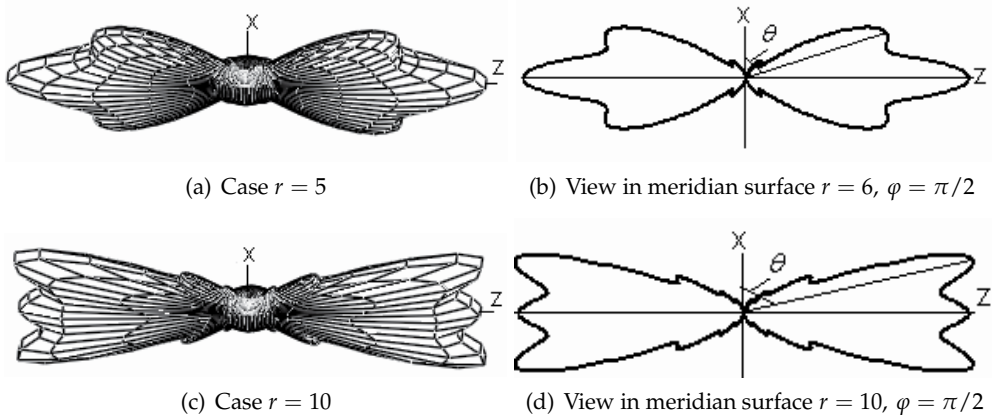 X
Z
θ
Z
(a) Case r = 5
(b) View in meridian surface r = 6, φ = π/2
X
Z
X
θ
Z
(c) Case r = 10
(d) View in meridian surface r = 10, φ = π/2